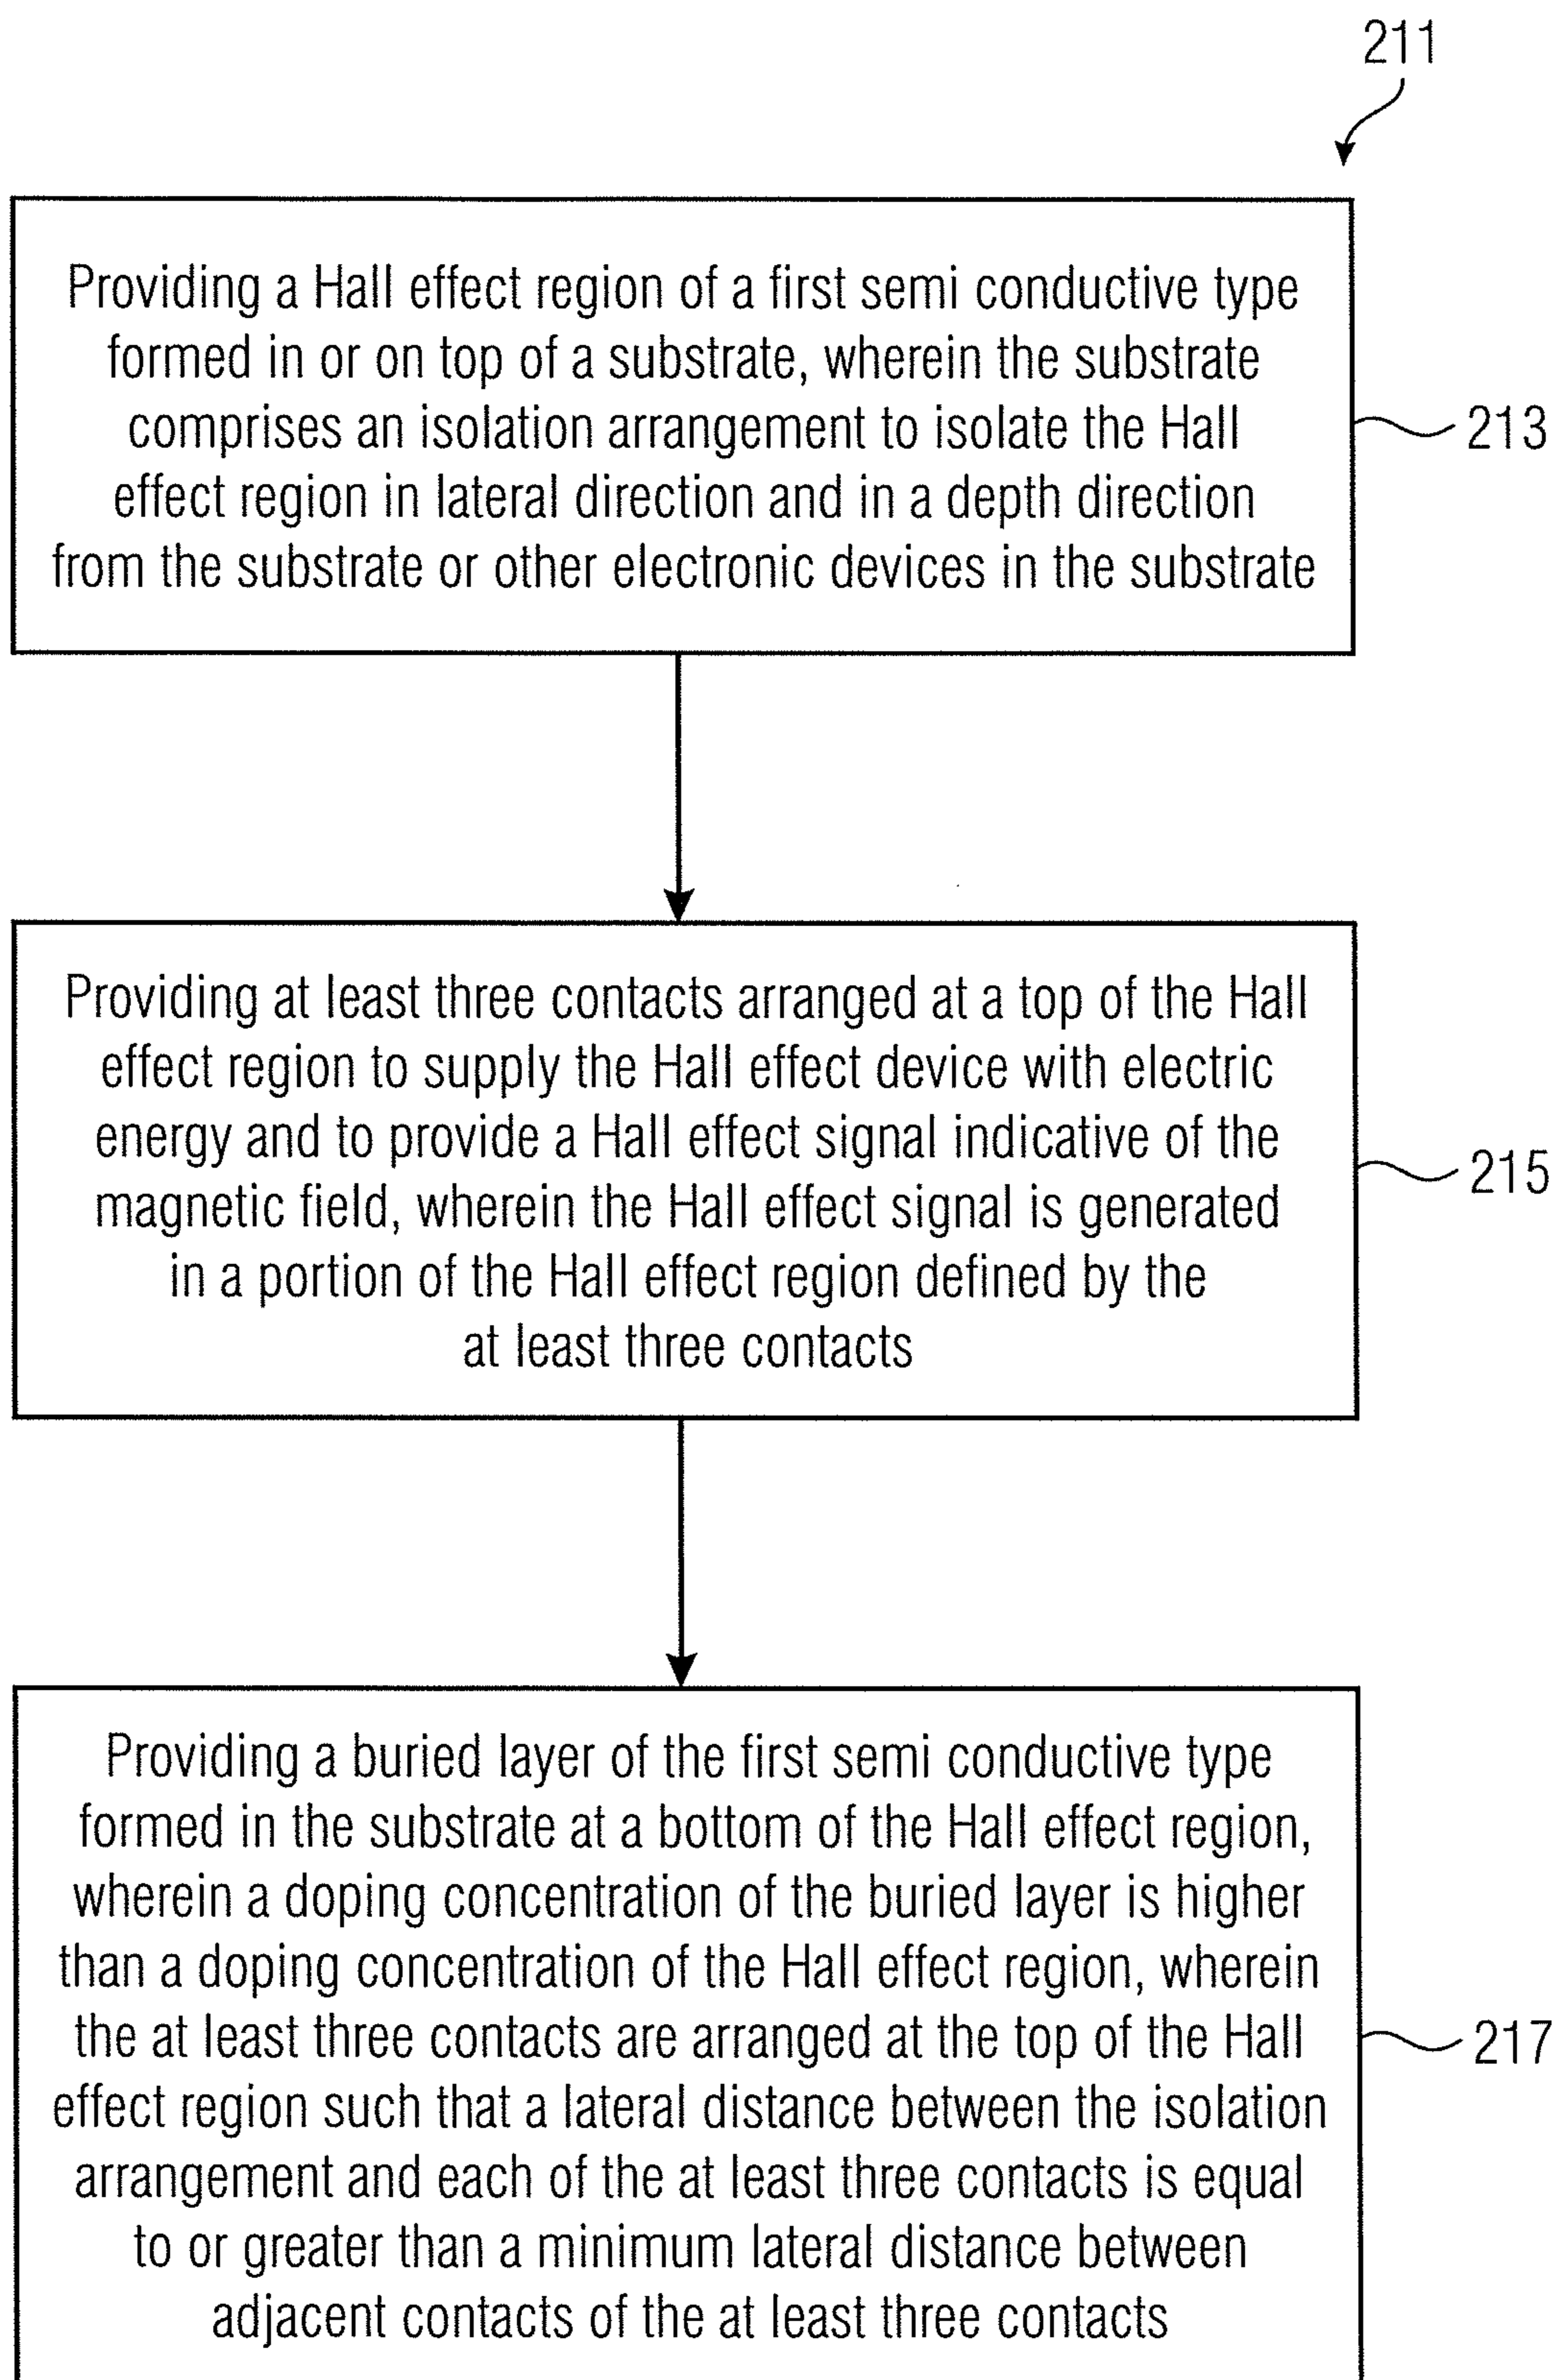 211
Providing a Hall effect region of a first semi conductive type
formed in or on top of a substrate, wherein the substrate
comprises an isolation arrangement to isolate the Hall
effect region in lateral direction and in a depth direction
from the substrate or other electronic devices in the substrate
213
Providing at least three contacts arranged at a top of the Hall
effect region to supply the Hall effect device with electric
energy and to provide a Hall effect signal indicative of the
magnetic field, wherein the Hall effect signal is generated
in a portion of the Hall effect region defined by the
at least three contacts
215
Providing a buried layer of the first semi conductive type
formed in the substrate at a bottom of the Hall effect region,
wherein a doping concentration of the buried layer is higher
than a doping concentration of the Hall effect region, wherein
the at least three contacts are arranged at the top of the Hall
effect region such that a lateral distance between the isolation
arrangement and each of the at least three contacts is equal
to or greater than a minimum lateral distance between
adjacent contacts of the at least three contacts
217